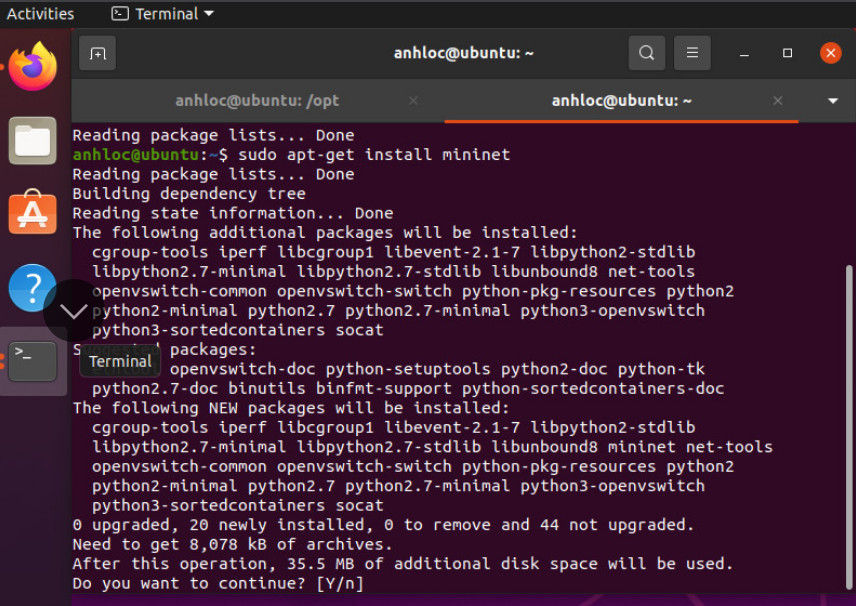 Activities
Terminal
anhloc@ubuntu: ~
anhloc@ubuntu: /opt
anhloc@ubuntu: ~
Reading package lists... Done
anhloc@ubuntu:~$ sudo apt-get install mininet
Reading package lists... Done
Building dependency tree
Reading state information... Done
The following additional packages will be installed:
cgroup-tools iperf libcgroup1 libevent-2.1-7 libpython2-stdlib
libpython2.7-minimal libpython2.7-stdlib libunbound8 net-tools
openvswitch-common openvswitch-switch python-pkg-resources python2
python2-minimal python2.7 python2.7-minimal python3-openvswitch
python3-sortedcontainers socat
packages:
Terminal
openvswitch-doc python-setuptools python2-doc python-tk
python2.7-doc binutils binfmt-support python-sortedcontainers-doc
The following NEW packages will be installed:
cgroup-tools iperf libcgroup1 libevent-2.1-7 libpython2-stdlib
libpython2.7-minimal libpython2.7-stdlib libunbound8 mininet net-tools
openvswitch-common openvswitch-switch python-pkg-resources python2
python2-minimal python2.7 python2.7-minimal python3-openvswitch
python3-sortedcontainers socat
0 upgraded, 20 newly installed, 0 to remove and 44 not upgraded.
Need to get 8,078 kB of archives.
After this operation, 35.5 MB of additional disk space will be used.
Do you want to continue? [Y/n]